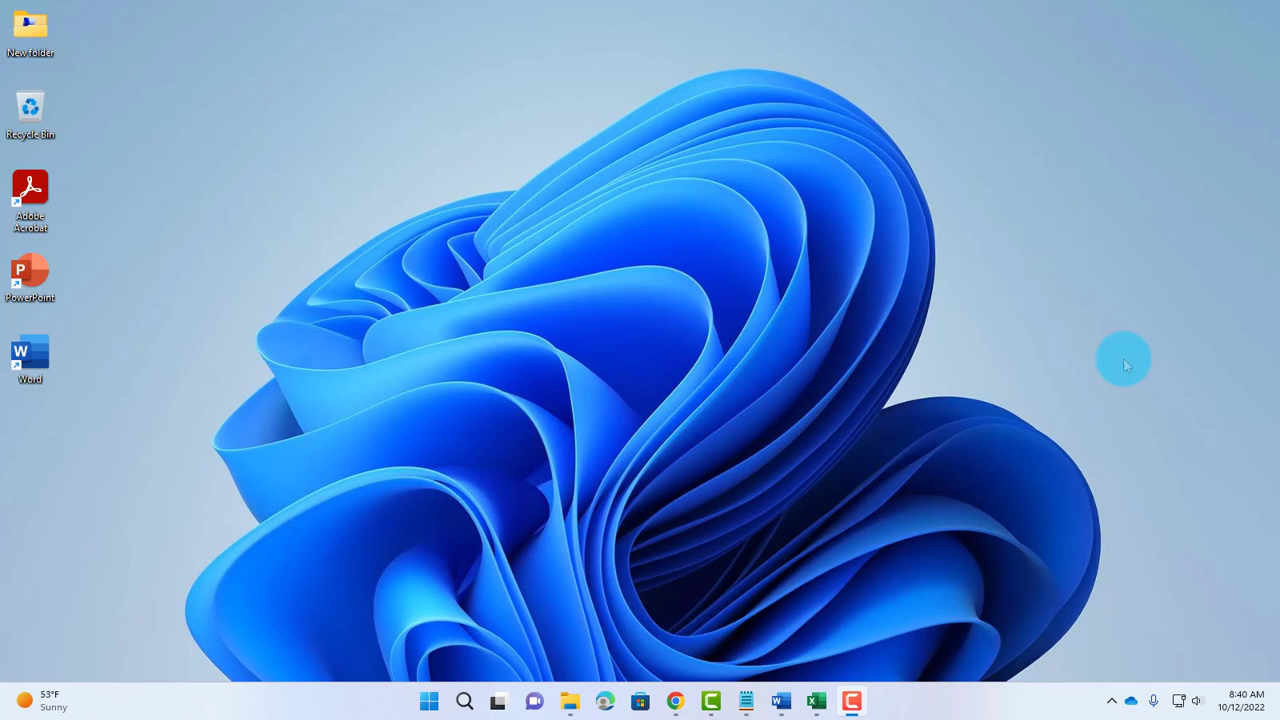 New folder
Recycle Bin
Adobe
Acrobat
P
PowerPoint
W
Word
53°F
Sunny
8:40 AM
10/12/2022